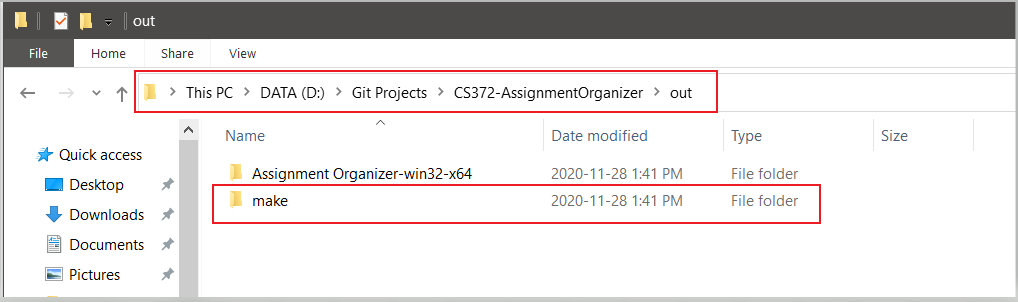 out
File Home Share View
This PC DATA (D:) Git Projects CS372-AssignmentOrganizer out
Name Date modified Type Size
Quick access
Desktop
Downloads
Documents
Pictures
Assignment Organizer-win32-x64 2020-11-28 1:41 PM File folder
make 2020-11-28 1:41 PM File folder